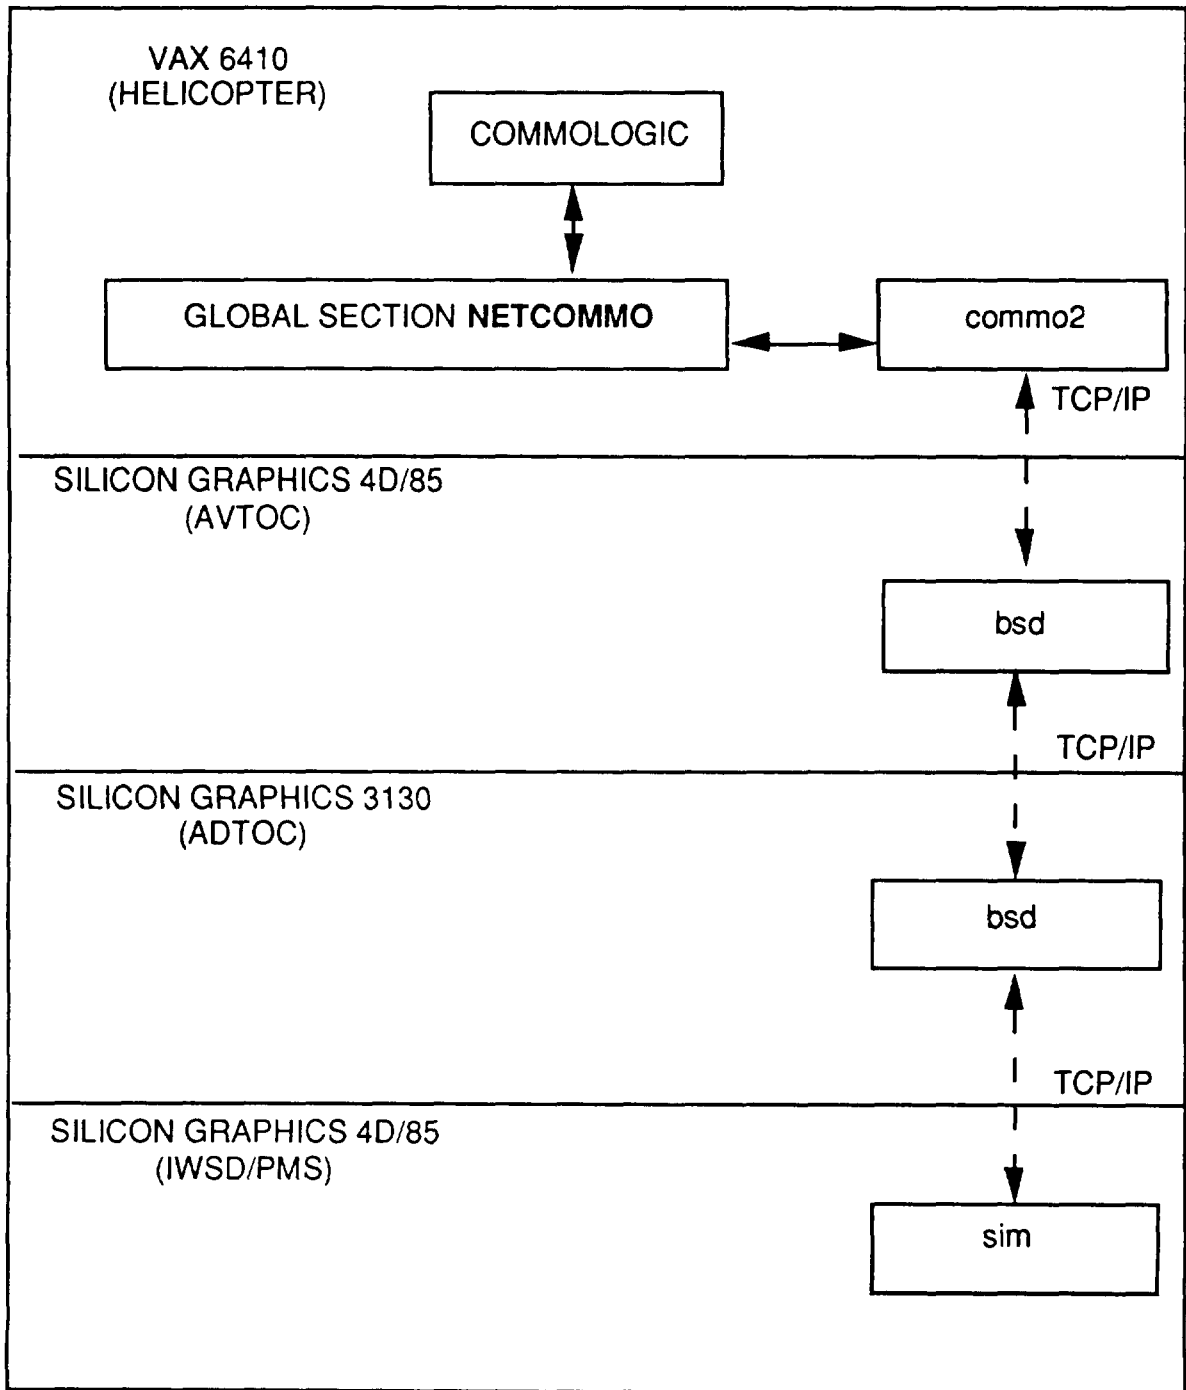 VAX 6410
(HELICOPTER)
COMMOLOGIC
GLOBAL SECTION NETCOMMO
commo2
TCP/IP
SILICON GRAPHICS 4D/85
(AVTOC)
bsd
TCP/IP
SILICON GRAPHICS 3130
(ADTOC)
bsd
TCP/IP
SILICON GRAPHICS 4D/85
(IWSD/PMS)
sim